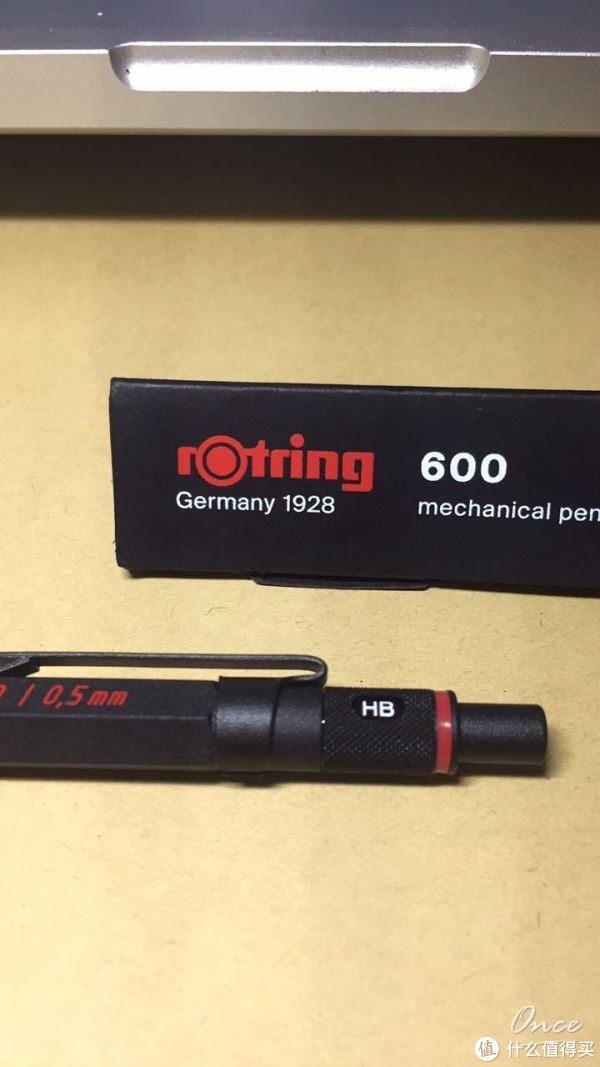 rOtring
600
Germany 1928
mechanical pen
/ 0,5mm
HB
Once
值 什么值得买